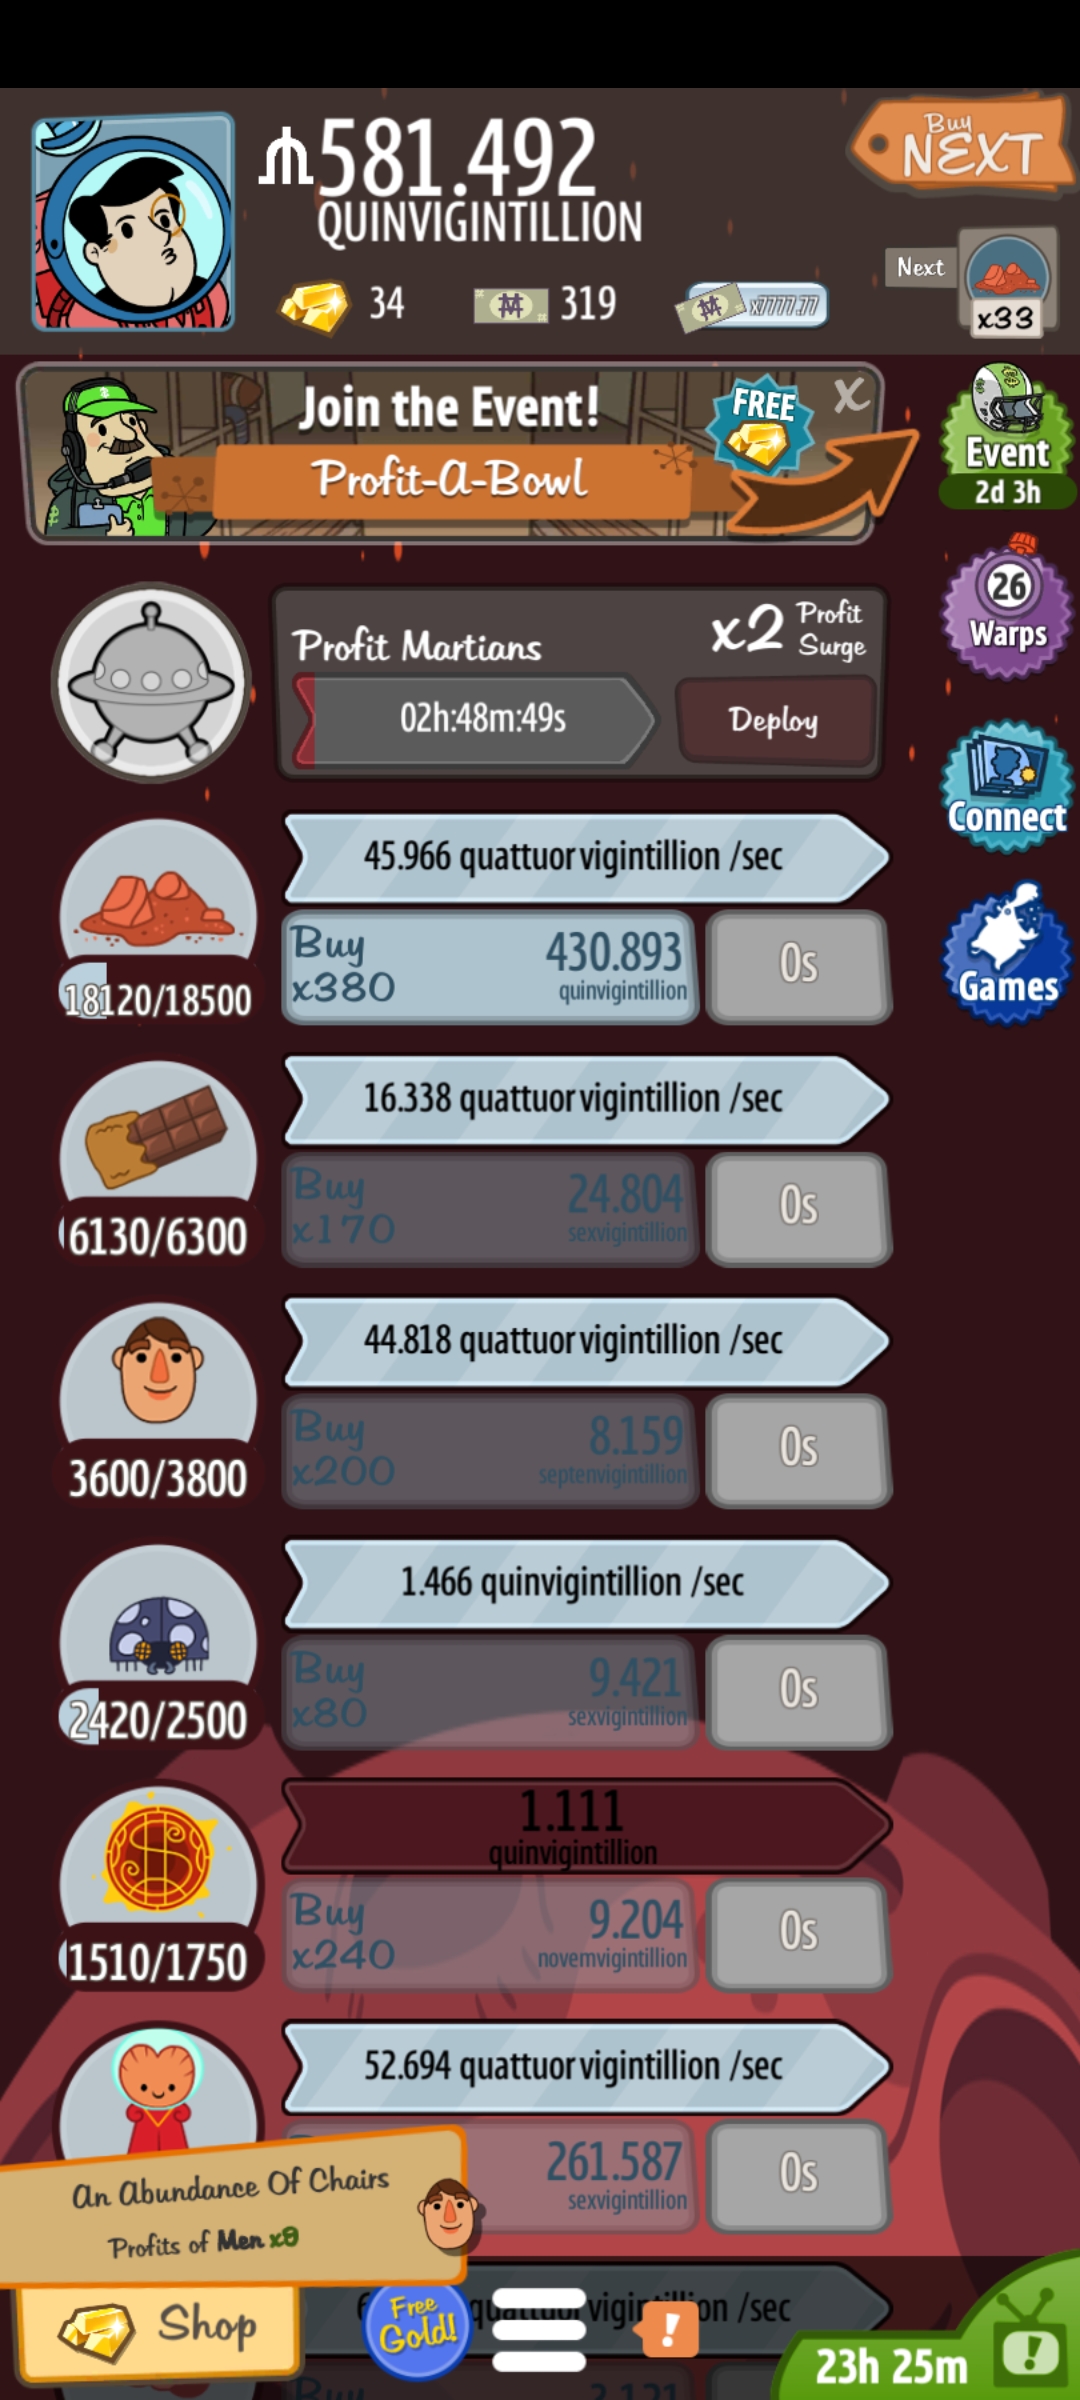 581.492
QUINVIGINTILLION
Buy
NEXT
34
319
x7777.77
Next
x33
Join the Event!
FREE
X
Profit-A-Bowl
Event
2d 3h
Profit Martians
x2 Profit Surge
02h:48m:49s
Deploy
26
Warps
45.966 quattuorvigintillion /sec
Connect
Buy x380
430.893 quinvigintillion
0s
18120/18500
Games
16.338 quattuorvigintillion /sec
Buy x170
24.804 sexvigintillion
0s
6130/6300
44.818 quattuorvigintillion /sec
Buy x200
8.159 septenvigintillion
0s
3600/3800
1.466 quinvigintillion /sec
Buy x80
9.421 sexvigintillion
0s
2420/2500
1.111
quinvigintillion
Buy x240
9.204 novemvigintillion
0s
1510/1750
52.694 quattuorvigintillion /sec
261.587 sexvigintillion
0s
An Abundance Of Chairs
Profits of Men x9
Shop
Free Gold!
/sec
!
23h 25m
!
Buy
3.121